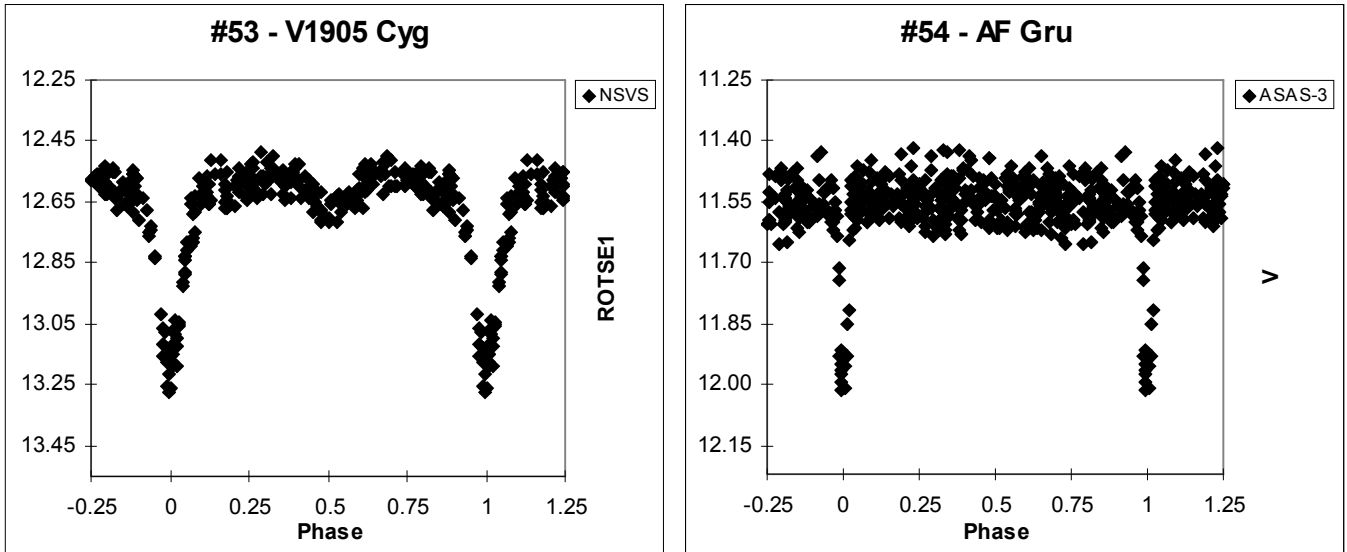 #53 - V1905 Cyg
NSVS
12.25
12.45
12.65
12.85
13.05
13.25
13.45
-0.25 0 0.25 0.5 0.75 1 1.25
Phase
ROTSE1
#54 - AF Gru
ASAS-3
11.25
11.40
11.55
11.70
11.85
12.00
12.15
-0.25 0 0.25 0.5 0.75 1 1.25
Phase
V